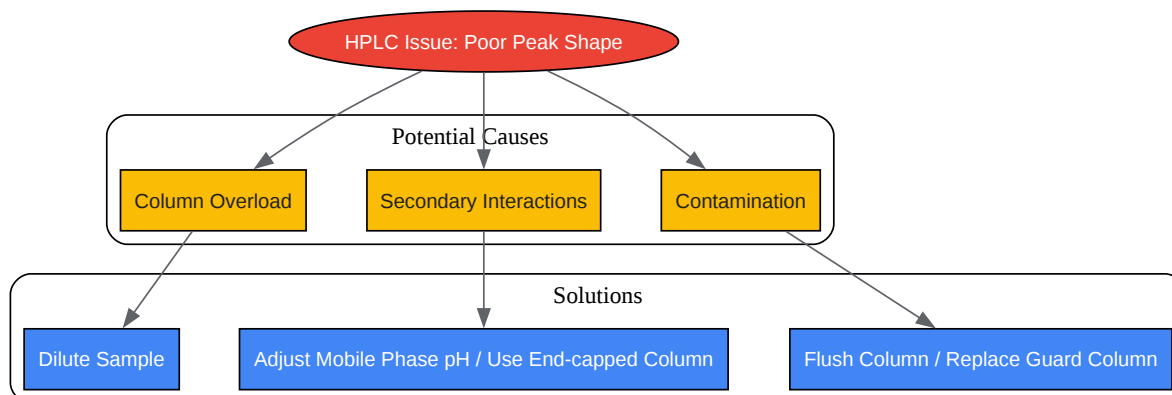 HPLC Issue: Poor Peak Shape
Potential Causes
Column Overload
Secondary Interactions
Contamination
Solutions
Dilute Sample
Adjust Mobile Phase pH / Use End-capped Column
Flush Column / Replace Guard Column